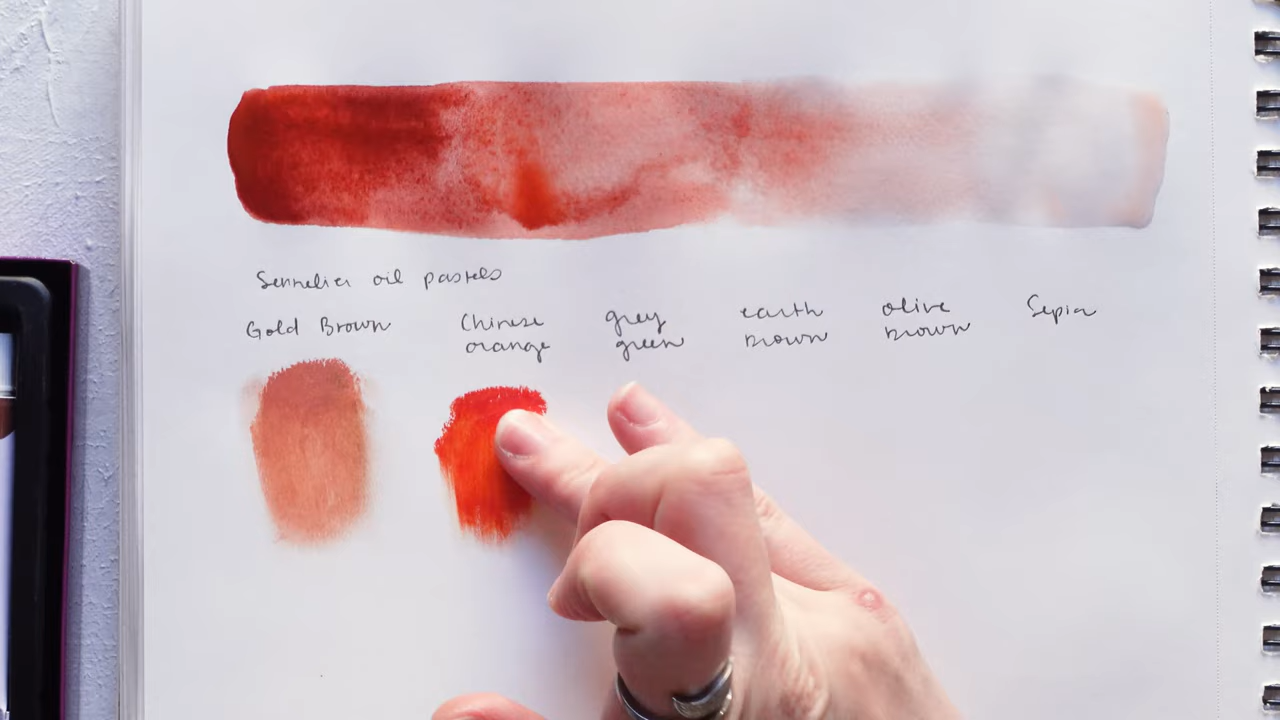 Sennelier oil pastels
Gold Brown
Chinese
orange
grey
green
earth
brown
olive
brown
Sepia